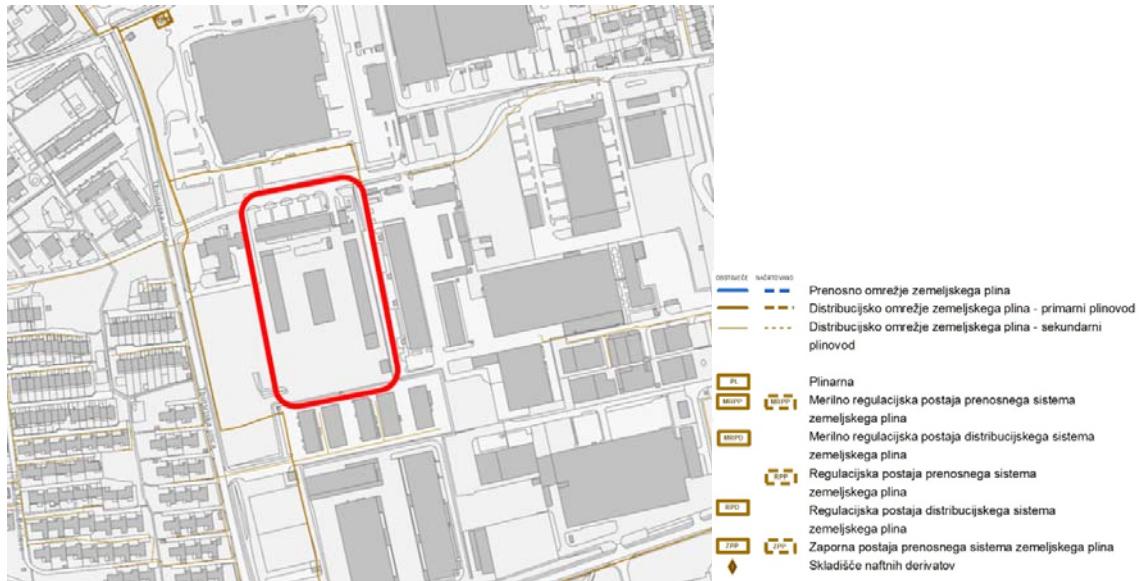 OBSTOJEČE NAČRTOVANO
Prenosno omrežje zemeljskega plina
Distribucijsko omrežje zemeljskega plina - primarni plinovod
Distribucijsko omrežje zemeljskega plina - sekundarni
plinovod
PL Plinarna
MRPP MRPP Merilno regulacijska postaja prenosnega sistema
zemeljskega plina
MRPD Merilno regulacijska postaja distribucijskega sistema
zemeljskega plina
RPP Regulacijska postaja prenosnega sistema
zemeljskega plina
RPD Regulacijska postaja distribucijskega sistema
zemeljskega plina
ZPP ZPP Zaporna postaja prenosnega sistema zemeljskega plina
Skladišče naftnih derivatov